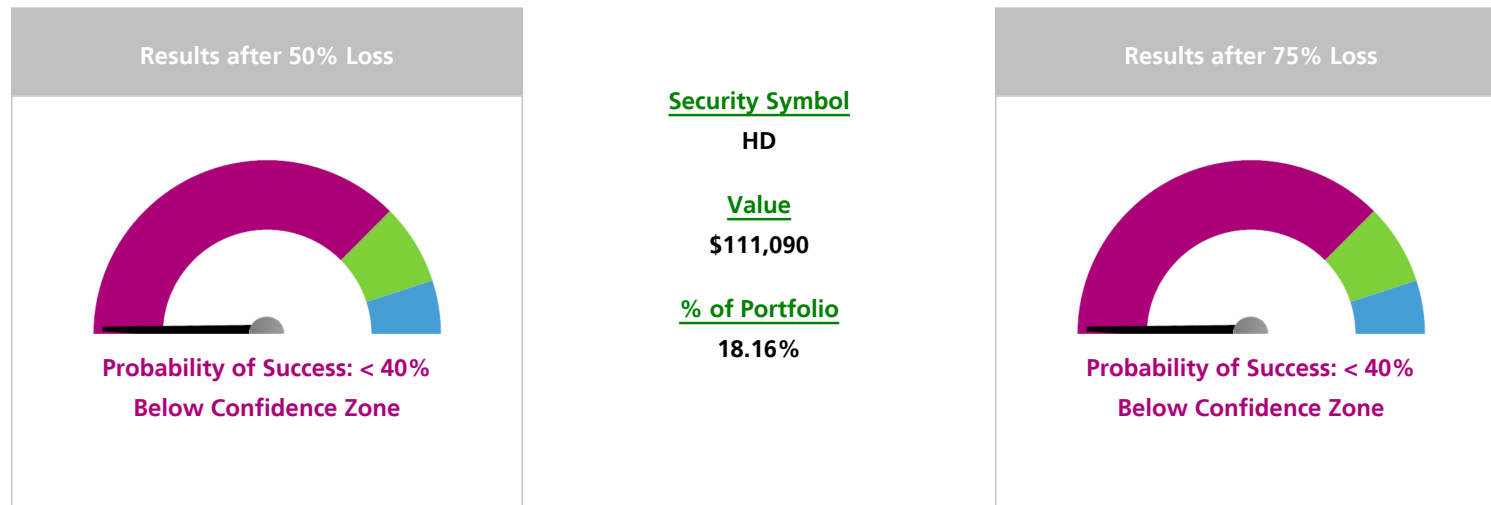 Results after 50% Loss
Probability of Success: < 40%
Below Confidence Zone
Security Symbol
HD
Value
$111,090
% of Portfolio
18.16%
Results after 75% Loss
Probability of Success: < 40%
Below Confidence Zone